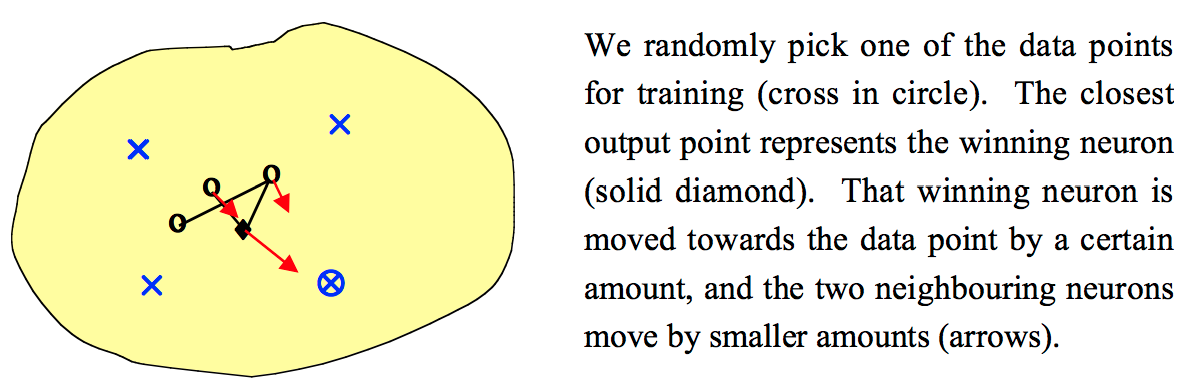 We randomly pick one of the data points
for training (cross in circle). The closest
output point represents the winning neuron
(solid diamond). That winning neuron is
moved towards the data point by a certain
amount, and the two neighbouring neurons
move by smaller amounts (arrows).